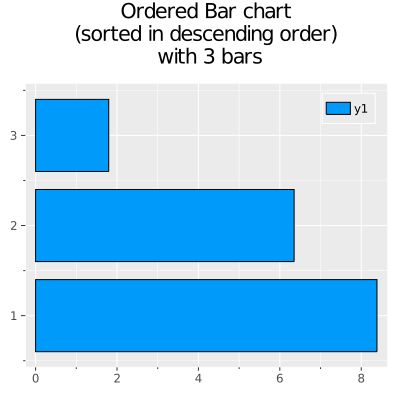 Ordered Bar chart
(sorted in descending order)
with 3 bars
y1
3
2
1
0 2 4 6 8